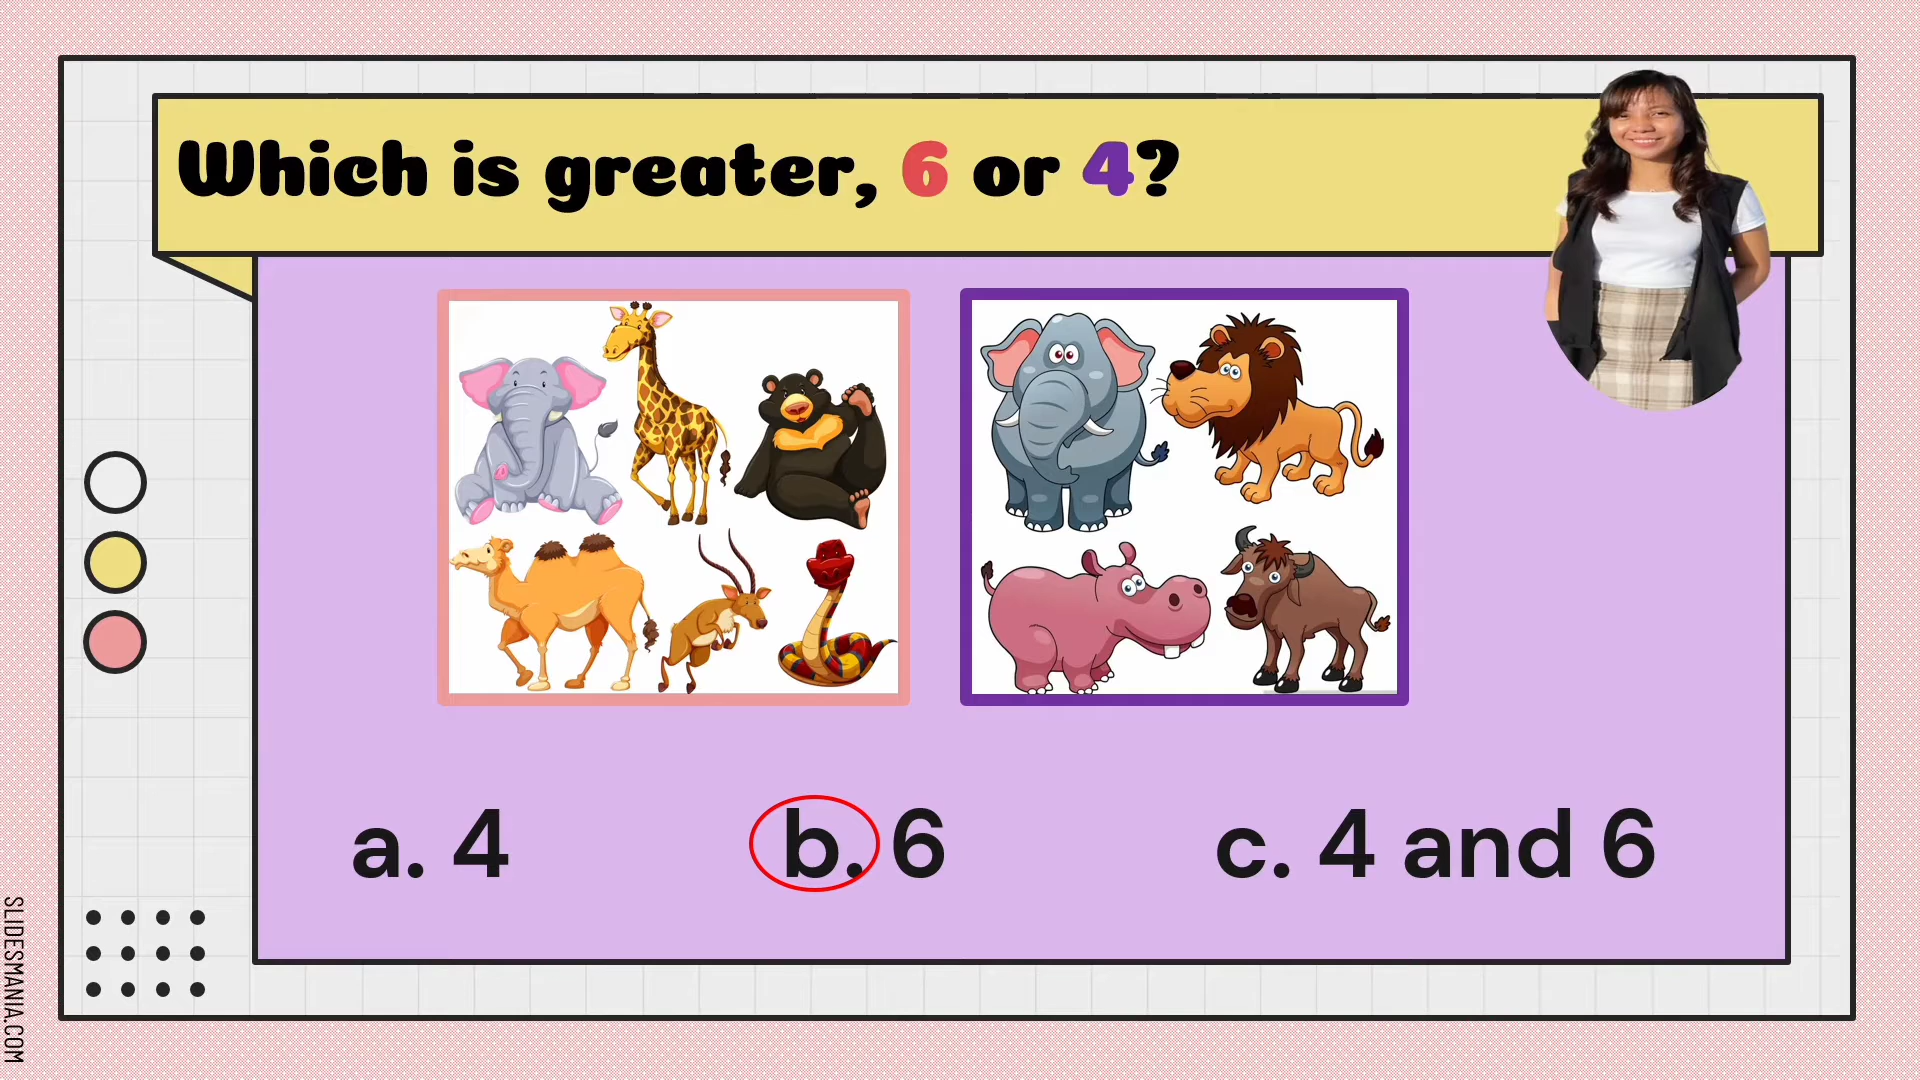 Which is greater, 6 or 4?
a. 4
b. 6
c. 4 and 6
SLIDESMANIA.COM